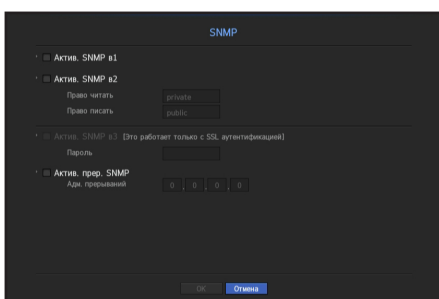 SNMP
Актив. SNMP в1
Актив. SNMP в2
Право читать private
Право писать public
Актив. SNMP в3 (Это работает только с SSL аутентификацией)
Пароль
Актив. прер. SNMP
Адм. прерываний 0 . 0 . 0 . 0
OK Отмена